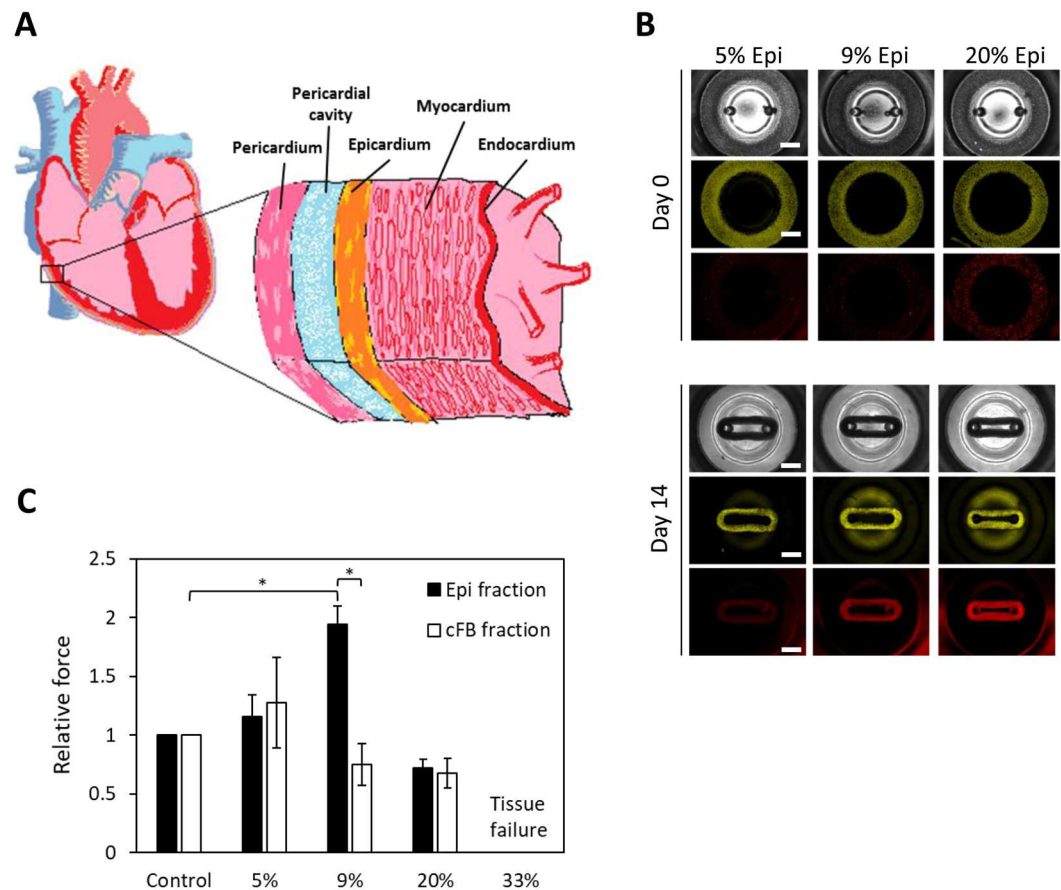 A
Pericardial
cavity
Myocardium
Pericardium
Epicardium
Endocardium
B
5% Epi
9% Epi
20% Epi
Day 0
Day 14
C
2.5
2
1.5
1
0.5
0
Relative force
*
*
Epi fraction
cFB fraction
Tissue
failure
Control
5%
9%
20%
33%